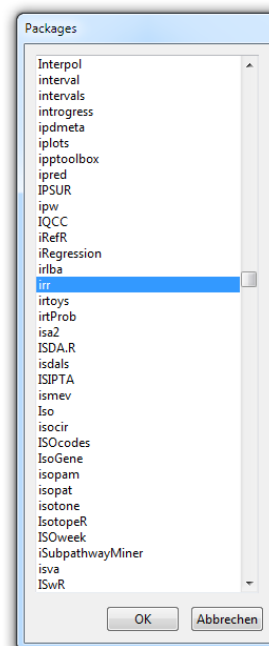 Packages
Interpol
interval
intervals
introgress
ipdmeta
iplots
ipptoolbox
ipred
IPSUR
ipw
IQCC
iRefR
iRegression
irlba
irr
irtoys
irtProb
isa2
ISDA.R
isdals
ISIPTA
ismev
Iso
isocir
ISOcodes
IsoGene
isopam
isopat
isotone
IsotopeR
ISOweek
iSubpathwayMiner
isva
ISwR
OK Abbrechen